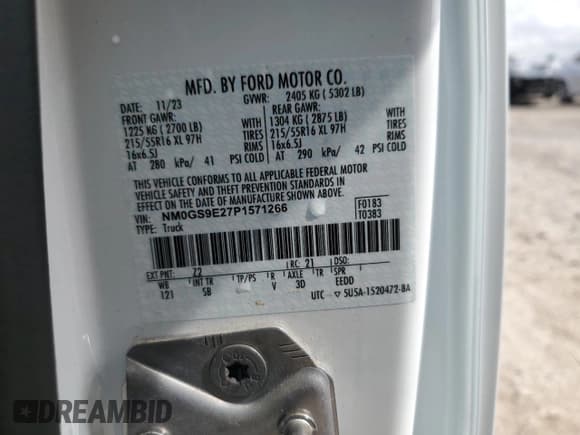 MFD. BY FORD MOTOR CO.
DATE: 11/23 GVWR: 2405 KG ( 5302 LB)
FRONT GAWR: REAR GAWR:
1225 KG ( 2700 LB) WITH 1304 KG ( 2875 LB) WITH
215/55R16 XL 97H TIRES 215/55R16 XL 97H TIRES
16x6.5J RIMS 16x6.5J RIMS
AT 280 kPa/ 41 PSI COLD AT 290 kPa/ 42 PSI COLD
THIS VEHICLE CONFORMS TO ALL APPLICABLE FEDERAL MOTOR
VEHICLE SAFETY AND THEFT PREVENTION STANDARDS IN
EFFECT ON THE DATE OF MANUFACTURE SHOWN ABOVE.
VIN: NM0GS9E27P1571266 F0183
TYPE: Truck T0383
EXT PNT: Z2 RC: 21 DSO:
WB INT TR TP/PS R AXLE TR SPR
121 SB V 3D EEDD
UTC ▽ 5U5A-1520472-BA
DREAMBID